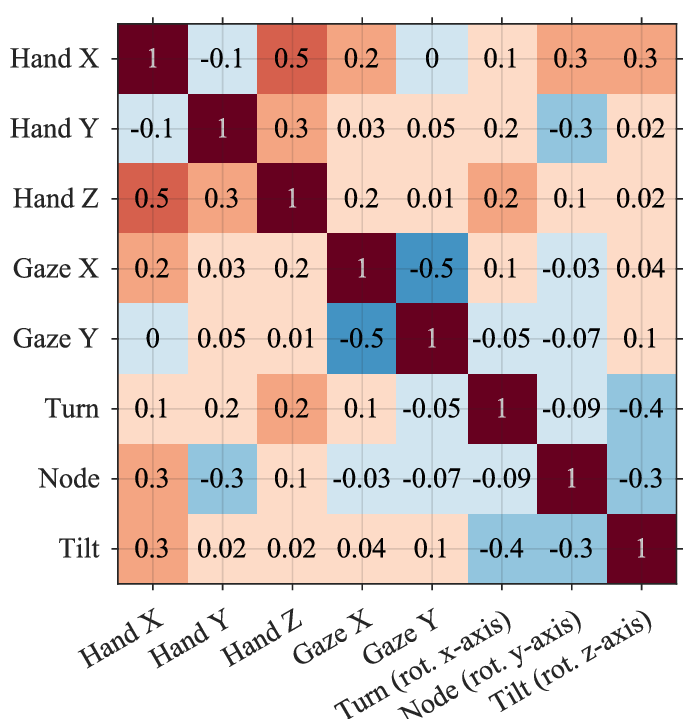 Hand X 1 -0.1 0.5 0.2 0 0.1 0.3 0.3
Hand Y -0.1 1 0.3 0.03 0.05 0.2 -0.3 0.02
Hand Z 0.5 0.3 1 0.2 0.01 0.2 0.1 0.02
Gaze X 0.2 0.03 0.2 1 -0.5 0.1 -0.03 0.04
Gaze Y 0 0.05 0.01 -0.5 1 -0.05 -0.07 0.1
Turn 0.1 0.2 0.2 0.1 -0.05 1 -0.09 -0.4
Node 0.3 -0.3 0.1 -0.03 -0.07 -0.09 1 -0.3
Tilt 0.3 0.02 0.02 0.04 0.1 -0.4 -0.3 1
Hand X
Hand Y
Hand Z
Gaze X
Gaze Y
Turn (rot. x-axis)
Node (rot. y-axis)
Tilt (rot. z-axis)